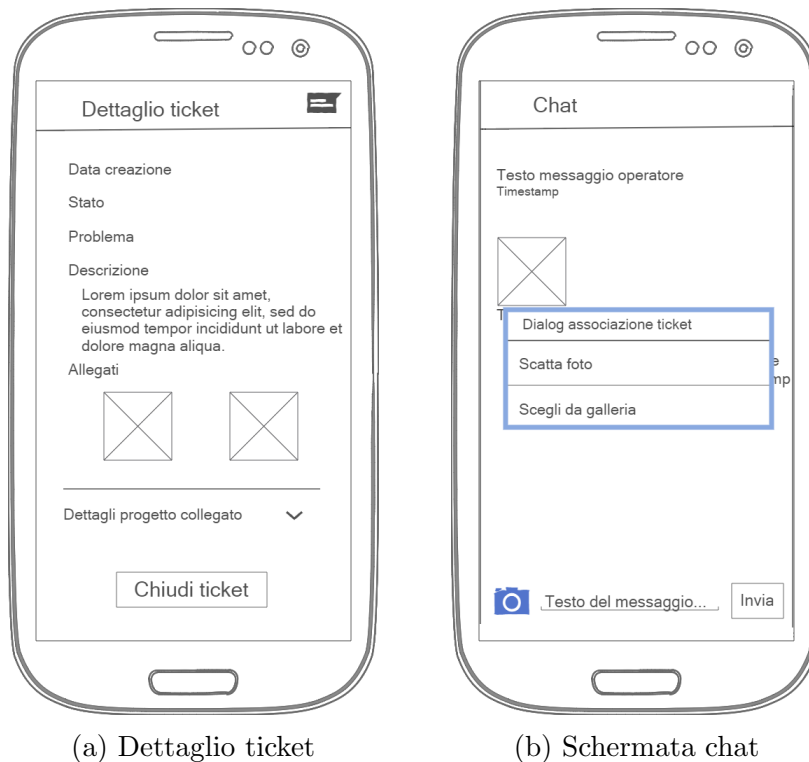 Dettaglio ticket
Data creazione
Stato
Problema
Descrizione
Lorem ipsum dolor sit amet,
consectetur adipisicing elit, sed do
eiusmod tempor incididunt ut labore et
dolore magna aliqua.
Allegati
Dettagli progetto collegato
Chiudi ticket
(a) Dettaglio ticket
Chat
Testo messaggio operatore
Timestamp
Dialog associazione ticket
Scatta foto
Scegli da galleria
Testo del messaggio...
Invia
(b) Schermata chat